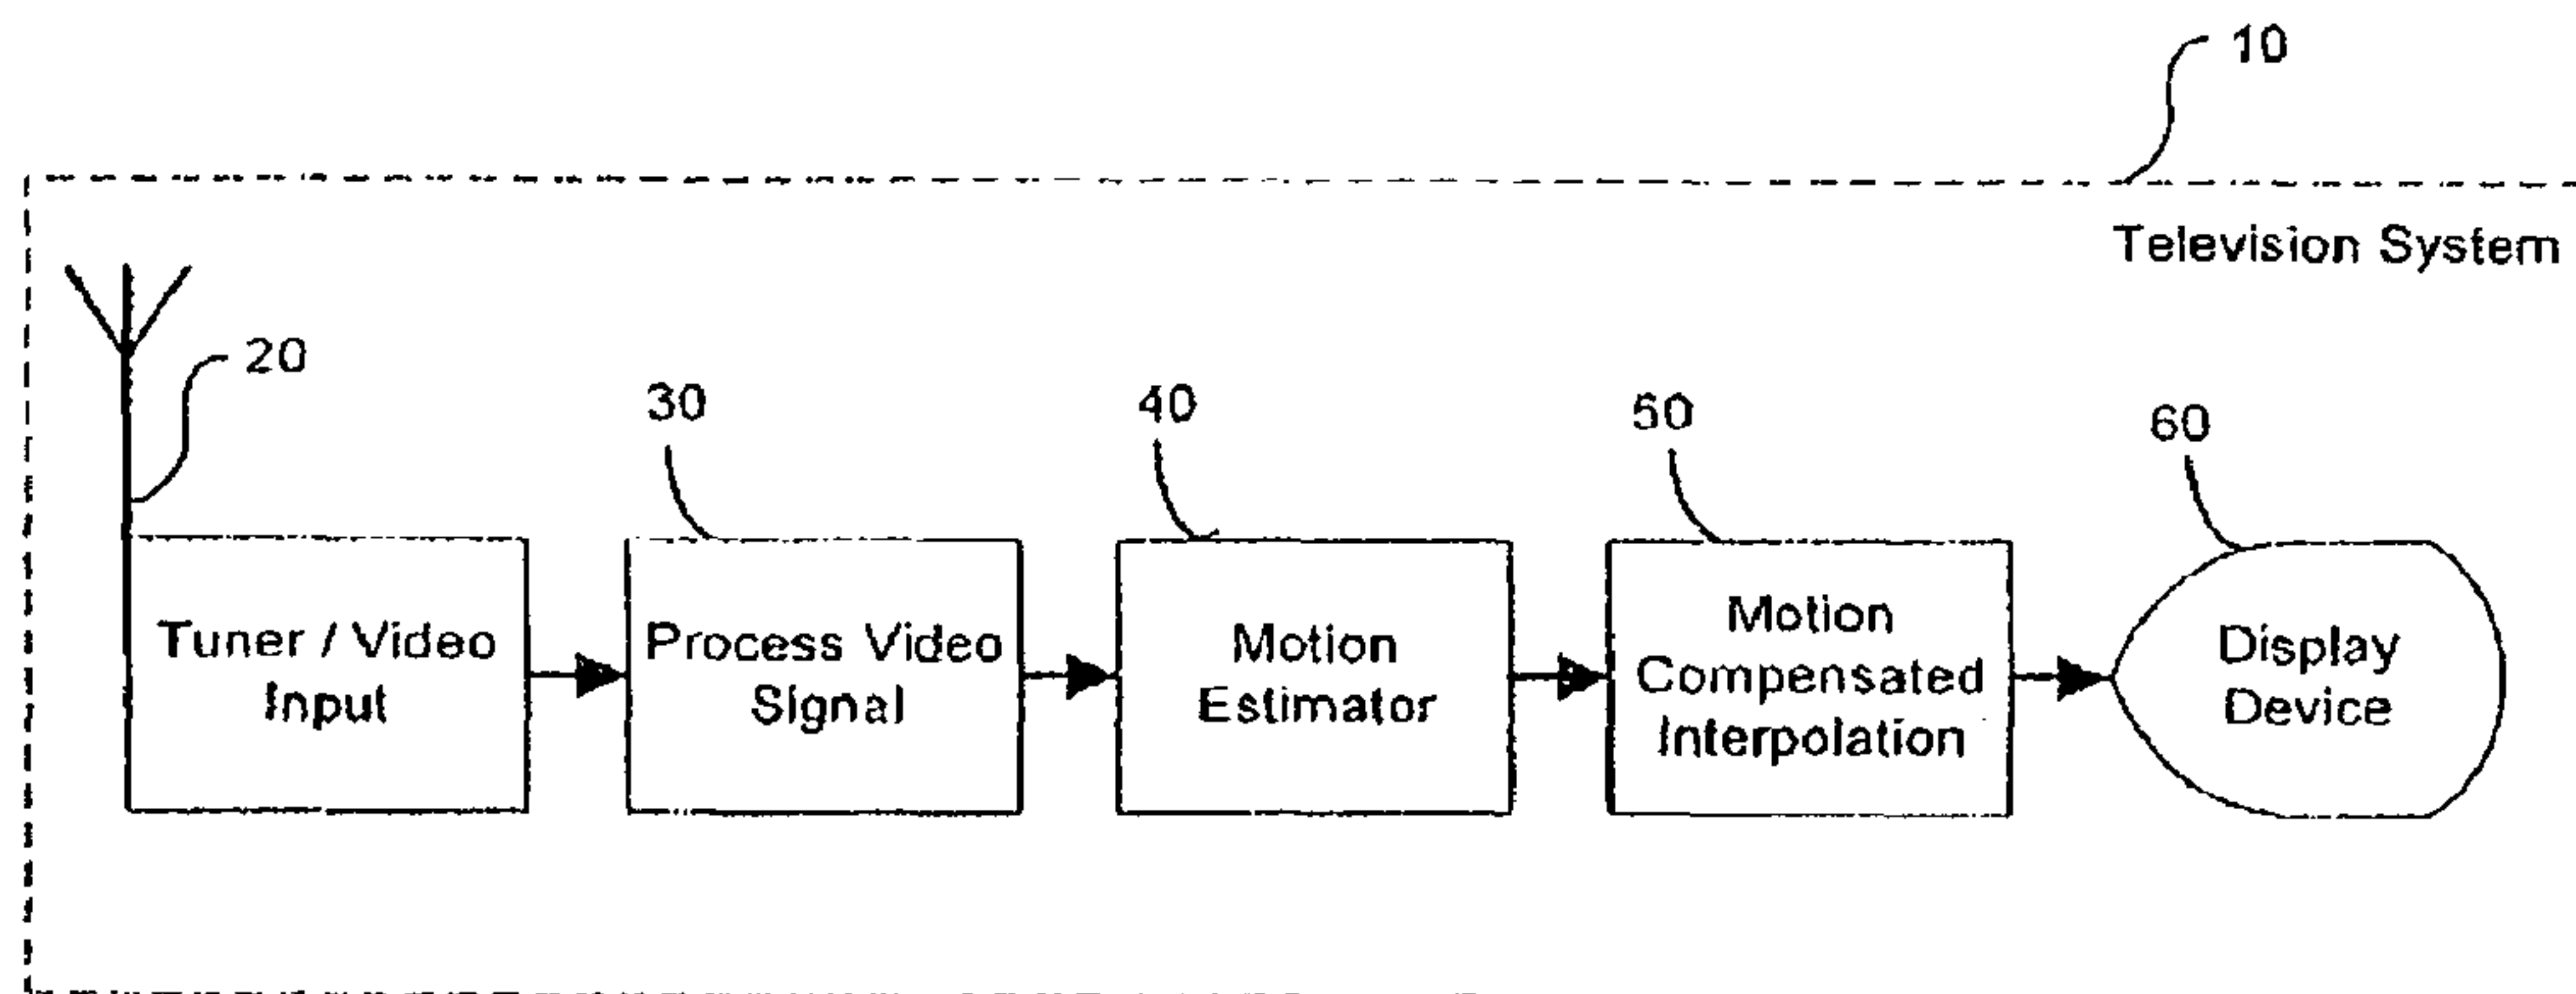 10
Television System
20
30
40
50
60
Tuner / Video
Input
Process Video
Signal
Motion
Estimator
Motion
Compensated
Interpolation
Display
Device